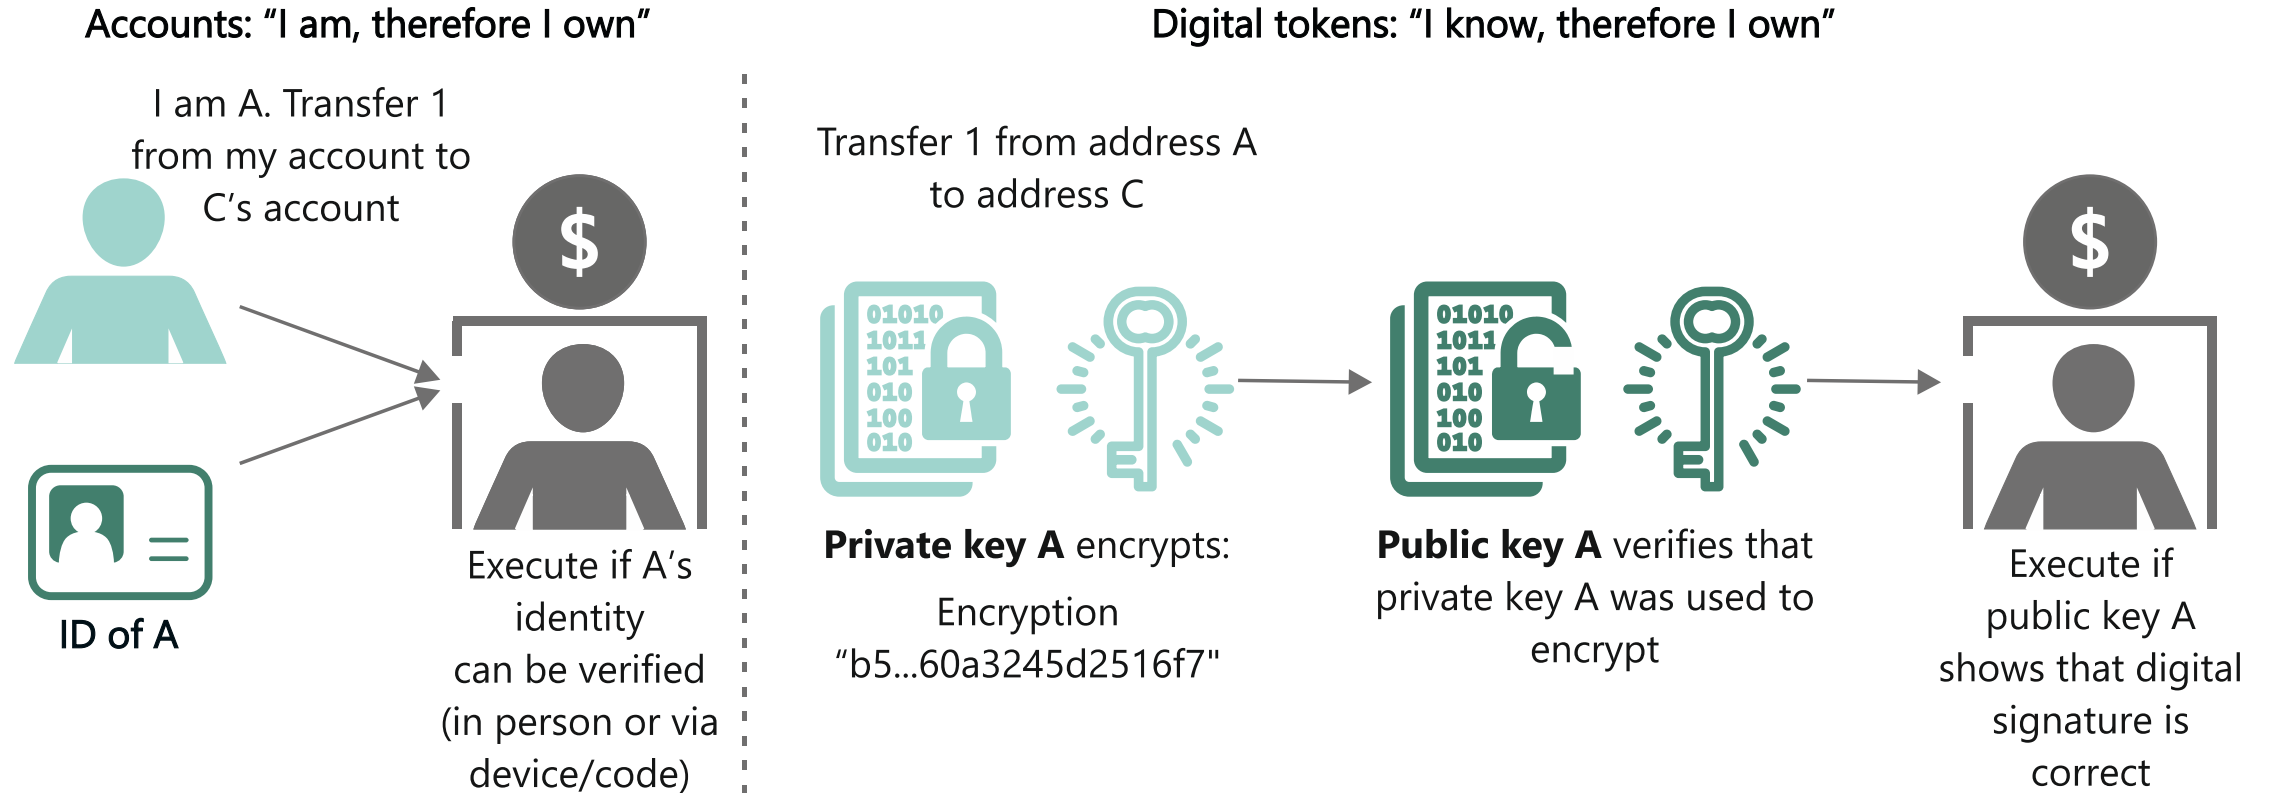 Accounts: “I am, therefore I own”
I am A. Transfer 1
from my account to
C’s account
$
ID of A
Execute if A’s
identity
can be verified
(in person or via
device/code)
Digital tokens: “I know, therefore I own”
Transfer 1 from address A
to address C
01010
1011
101
010
100
010
Private key A encrypts:
Encryption
“b5...60a3245d2516f7"
01010
1011
101
010
100
010
Public key A verifies that
private key A was used to
encrypt
$
Execute if
public key A
shows that digital
signature is
correct